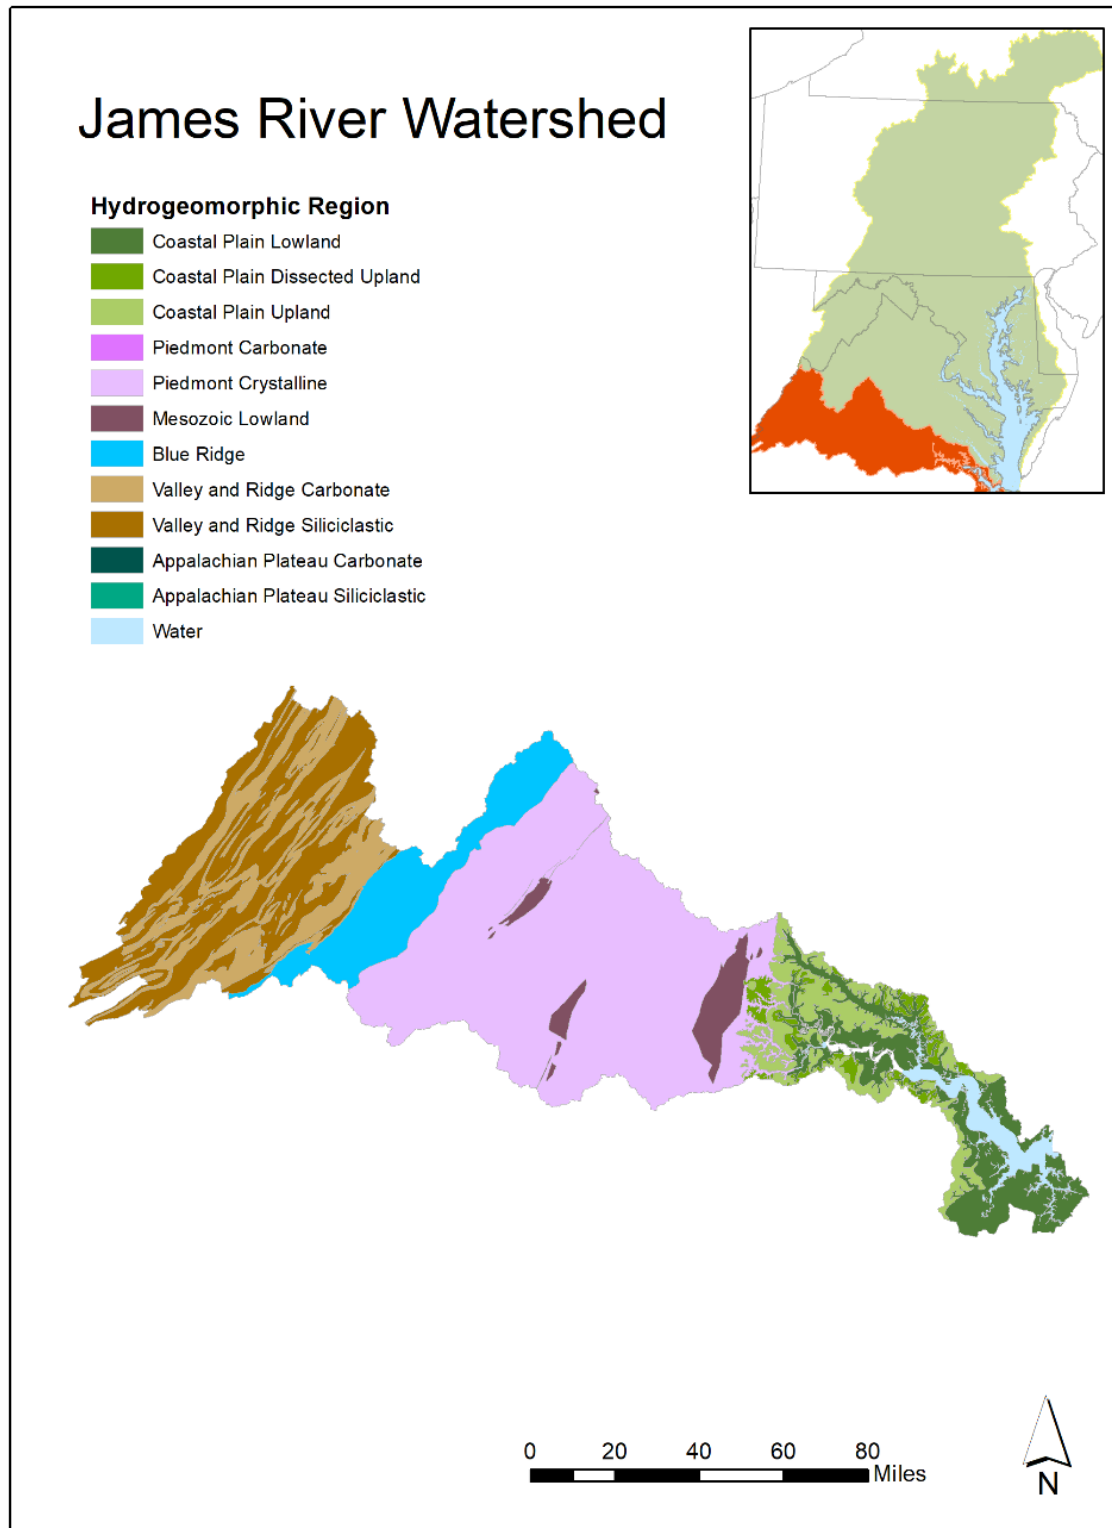 James River Watershed
Hydrogeomorphic Region
Coastal Plain Lowland
Coastal Plain Dissected Upland
Coastal Plain Upland
Piedmont Carbonate
Piedmont Crystalline
Mesozoic Lowland
Blue Ridge
Valley and Ridge Carbonate
Valley and Ridge Siliciclastic
Appalachian Plateau Carbonate
Appalachian Plateau Siliciclastic
Water
0 20 40 60 80
Miles
N